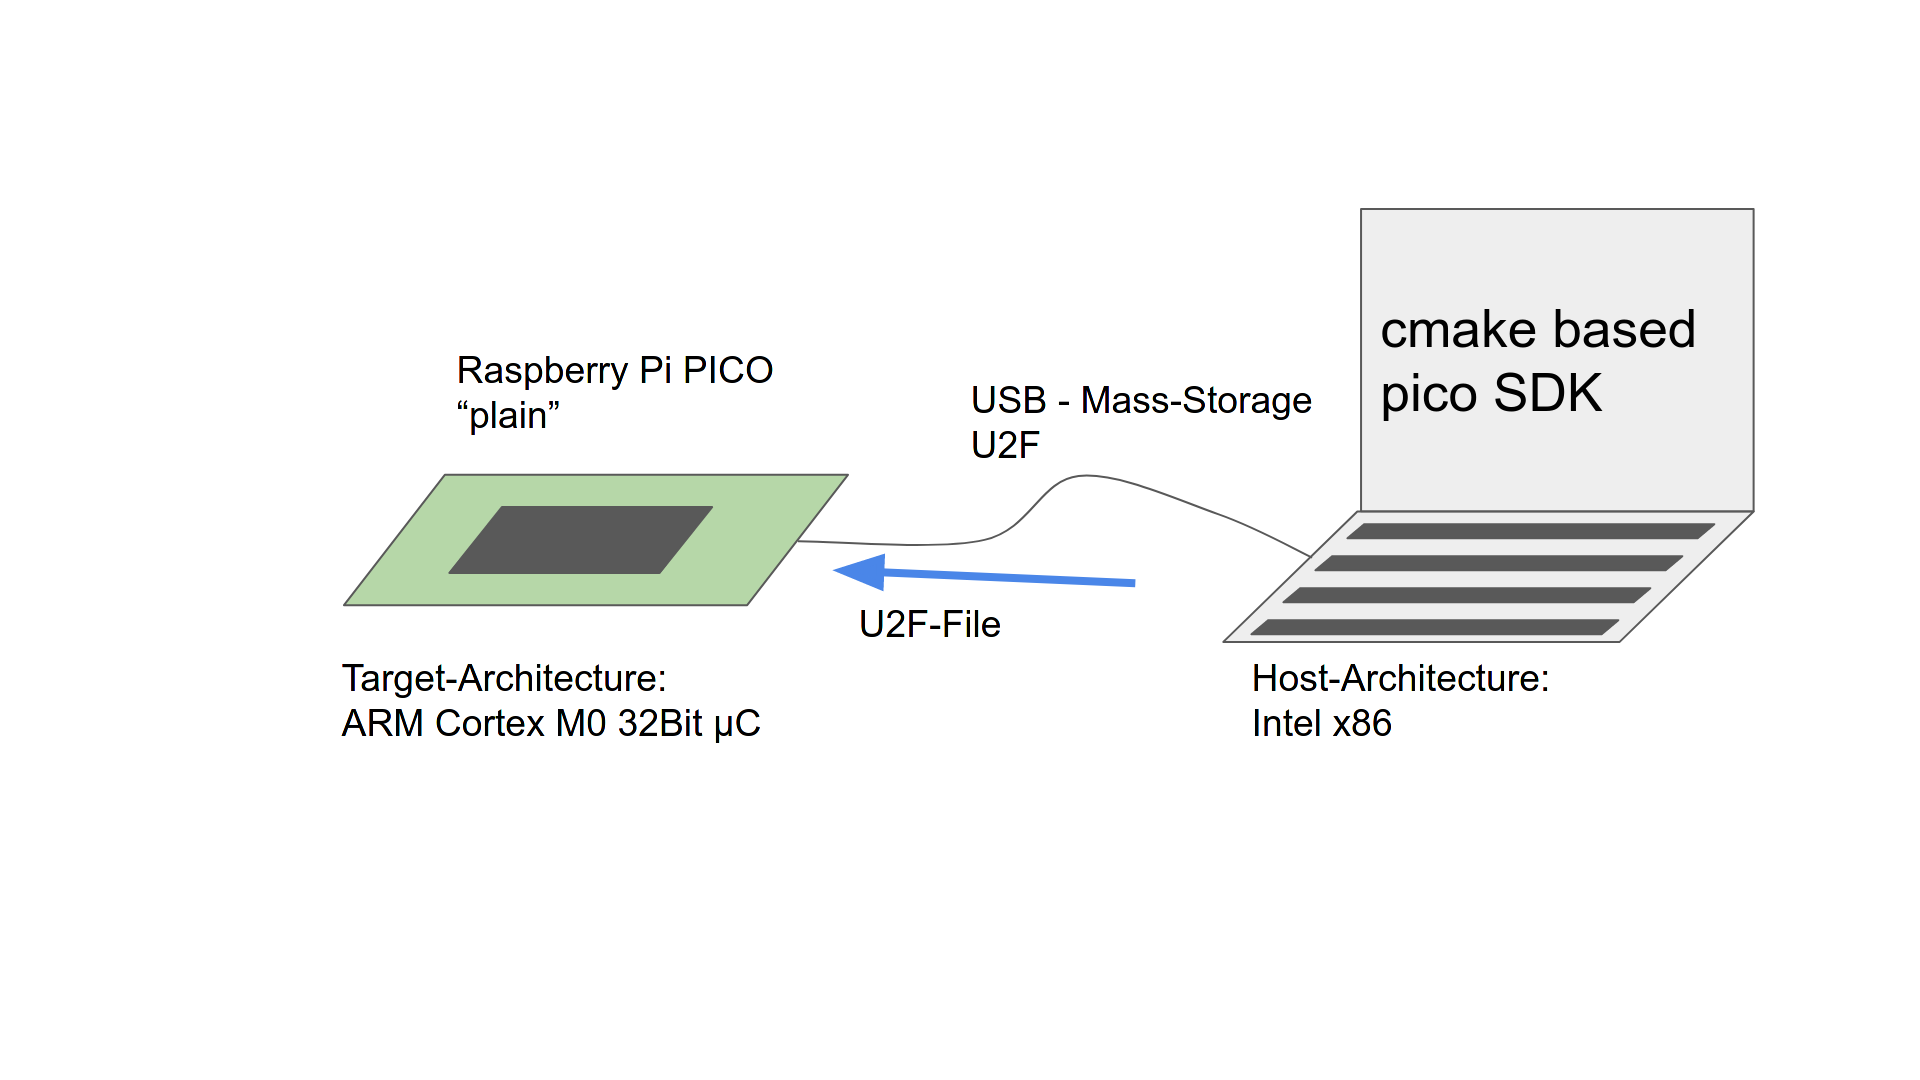 Raspberry Pi PICO
“plain”
USB - Mass-Storage
U2F
cmake based
pico SDK
U2F-File
Target-Architecture:
ARM Cortex M0 32Bit µC
Host-Architecture:
Intel x86